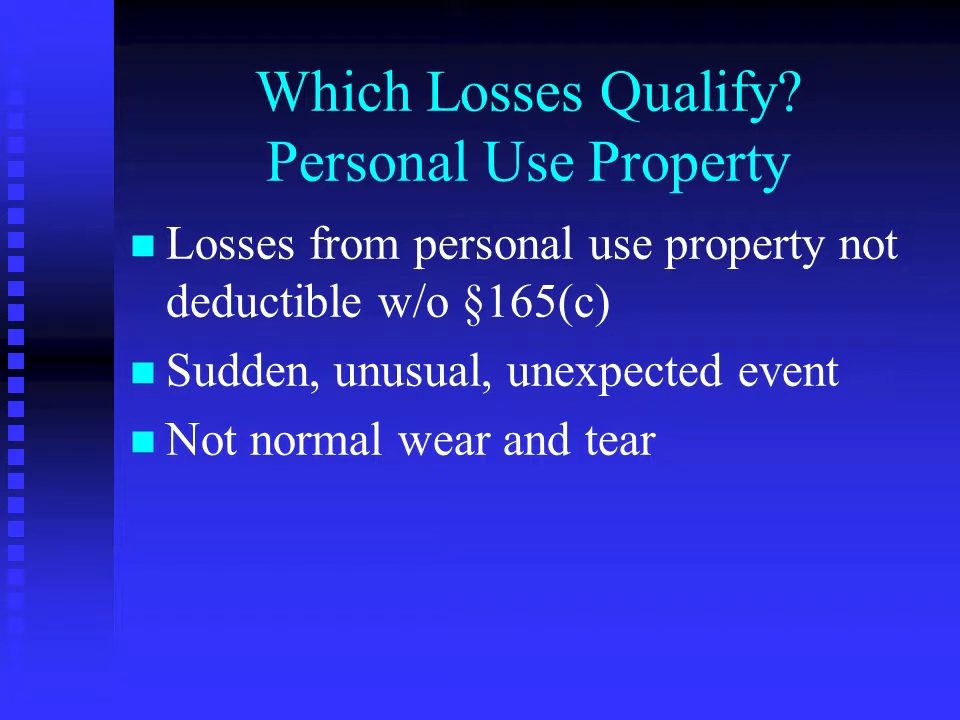 Which Losses Qualify?
Personal Use Property
Losses from personal use property not
deductible w/o §165(c)
Sudden, unusual, unexpected event
Not normal wear and tear